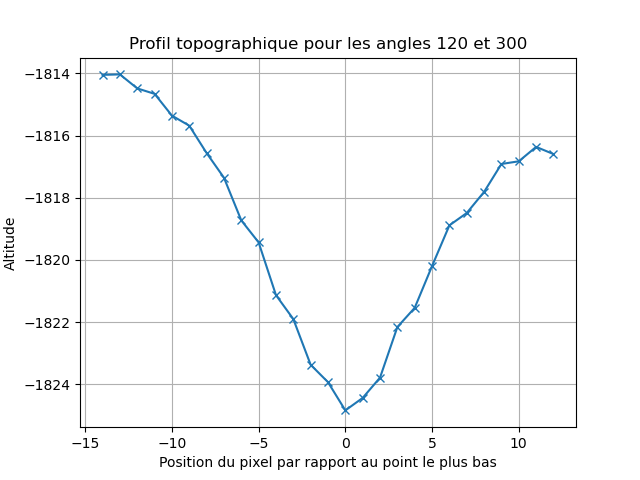 Profil topographique pour les angles 120 et 300
−1814
−1816
−1818
−1820
−1822
−1824
Altitude
−15 −10 −5 0 5 10
Position du pixel par rapport au point le plus bas